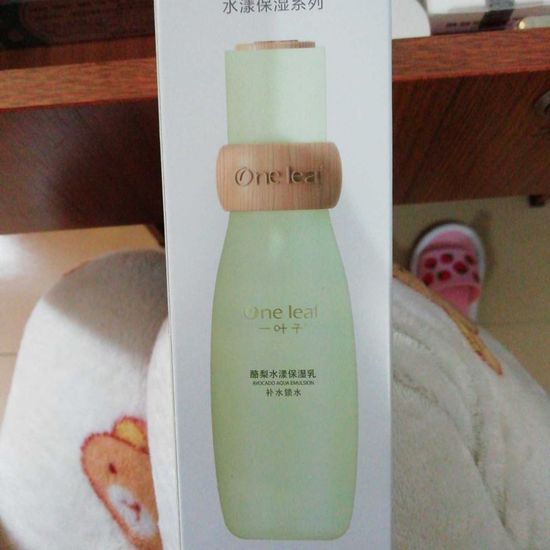 水漾保湿系列
One leaf
One leaf
一叶子
酪梨水漾保湿乳
AVOCADO AQUA EMULSION
补水锁水